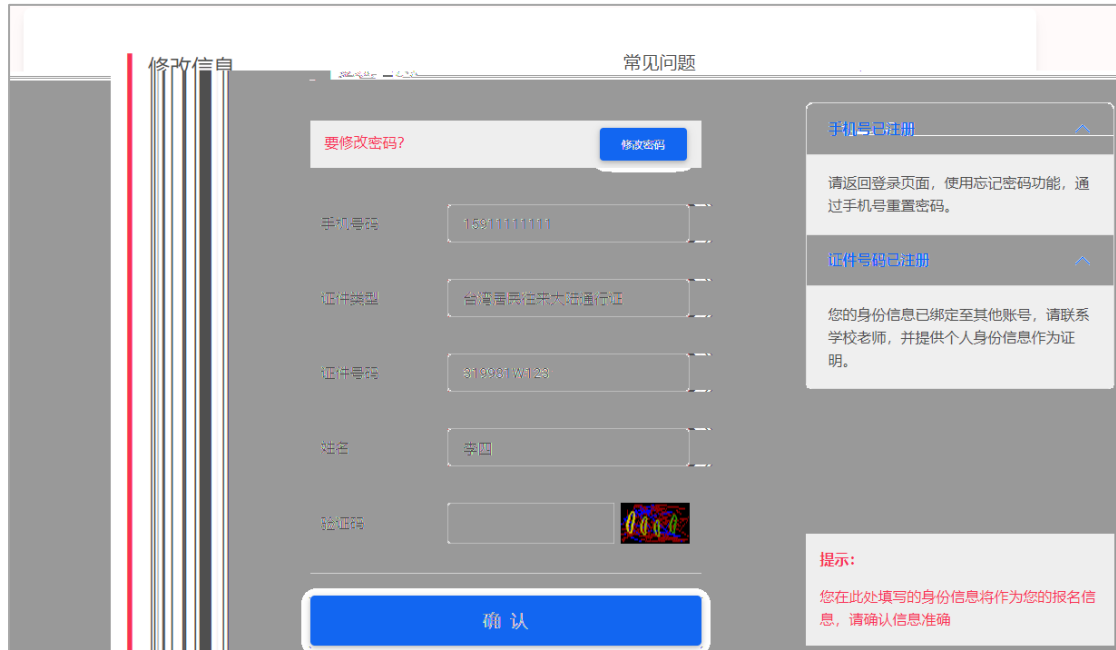 修改信息
常见问题
要修改密码?
修改密码
手机号码
15911111111
证件类型
台湾居民往来大陆通行证
证件号码
319981W123
姓名
李四
验证码
确 认
手机号已注册
请返回登录页面，使用忘记密码功能，通
过手机号重置密码。
证件号码已注册
您的身份信息已绑定至其他账号，请联系
学校老师，并提供个人身份信息作为证
明。
提示：
您在此处填写的身份信息将作为您的报名信
息，请确认信息准确